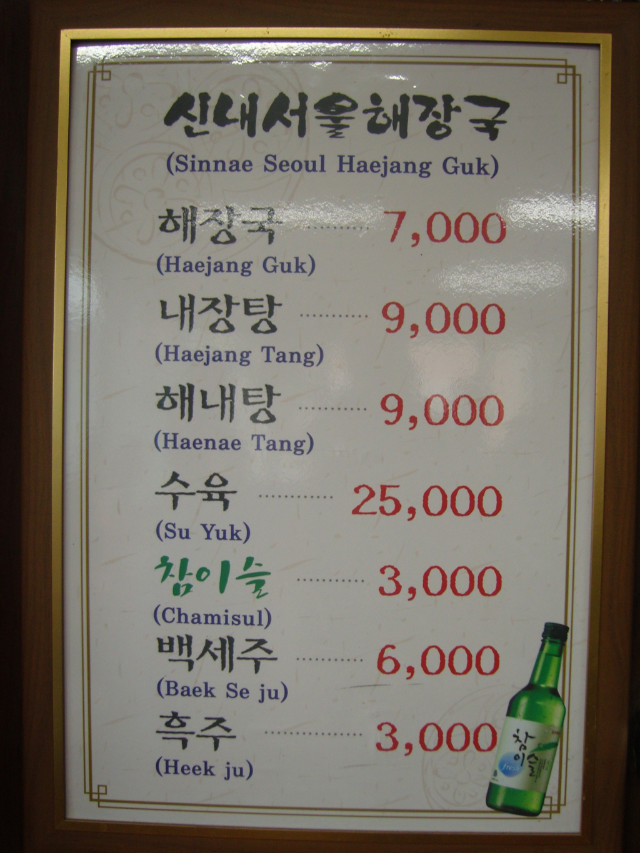 신내서울해장국
(Sinnae Seoul Haejang Guk)
해장국 ………… 7,000
(Haejang Guk)
내장탕 ………… 9,000
(Haejang Tang)
해내탕 ………… 9,000
(Haenae Tang)
수육 ………… 25,000
(Su Yuk)
참이슬 ………… 3,000
(Chamisul)
백세주 ………… 6,000
(Baek Se ju)
흑주 ………… 3,000
(Heek ju)